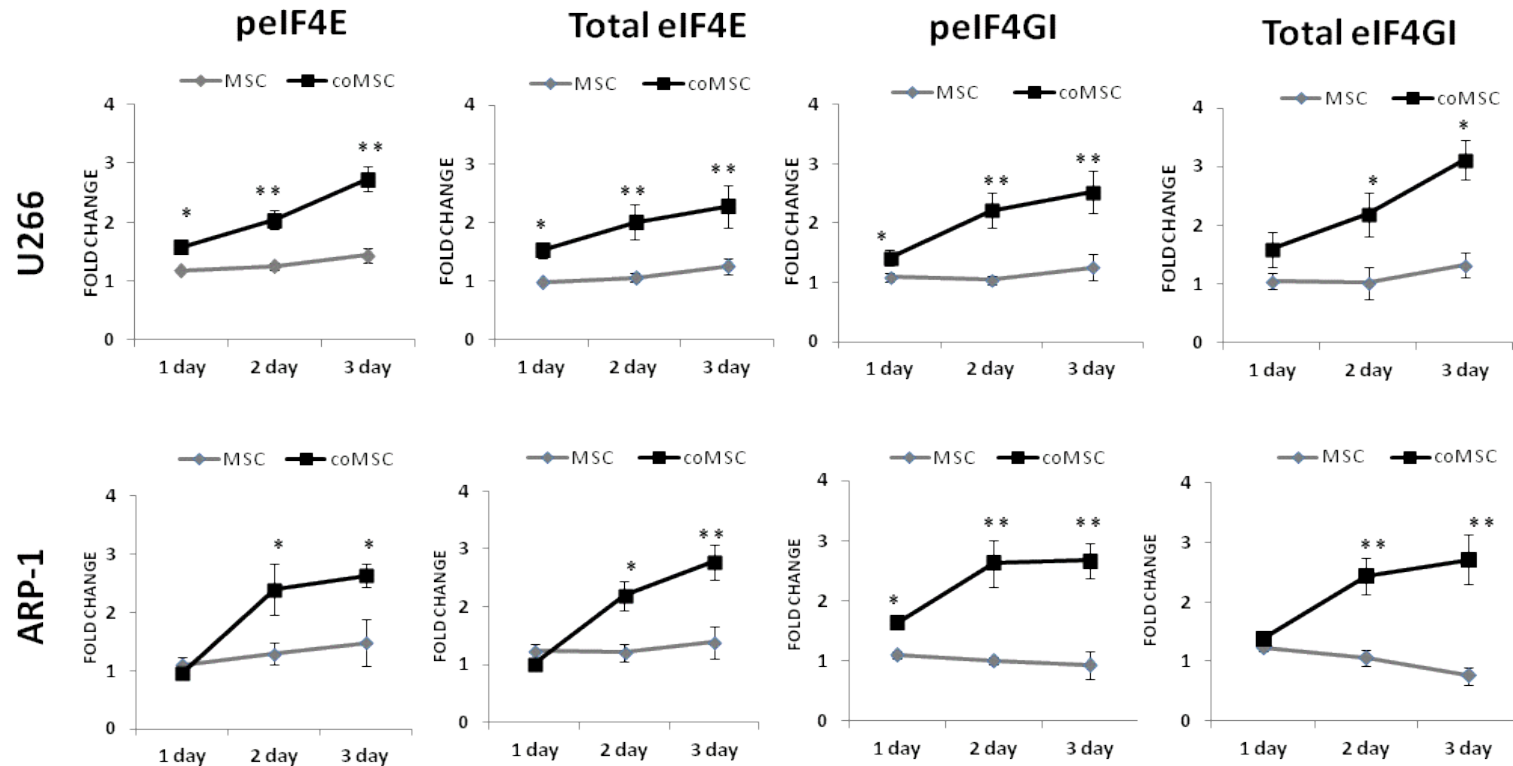 peIF4E Total eIF4E peIF4GI Total eIF4GI
U266
MSC coMSC
FOLD CHANGE
4
3
2
1
0
* ** **
1 day 2 day 3 day
MSC coMSC
FOLD CHANGE
4
3
2
1
0
* ** **
1 day 2 day 3 day
MSC coMSC
FOLD CHANGE
4
3
2
1
0
* ** **
1 day 2 day 3 day
MSC coMSC
FOLD CHANGE
4
3
2
1
0
* *
1 day 2 day 3 day
ARP-1
MSC coMSC
FOLD CHANGE
4
3
2
1
0
* *
1 day 2 day 3 day
MSC coMSC
FOLD CHANGE
4
3
2
1
0
* **
1 day 2 day 3 day
MSC coMSC
FOLD CHANGE
4
3
2
1
0
* ** **
1 day 2 day 3 day
MSC coMSC
FOLD CHANGE
4
3
2
1
0
** **
1 day 2 day 3 day